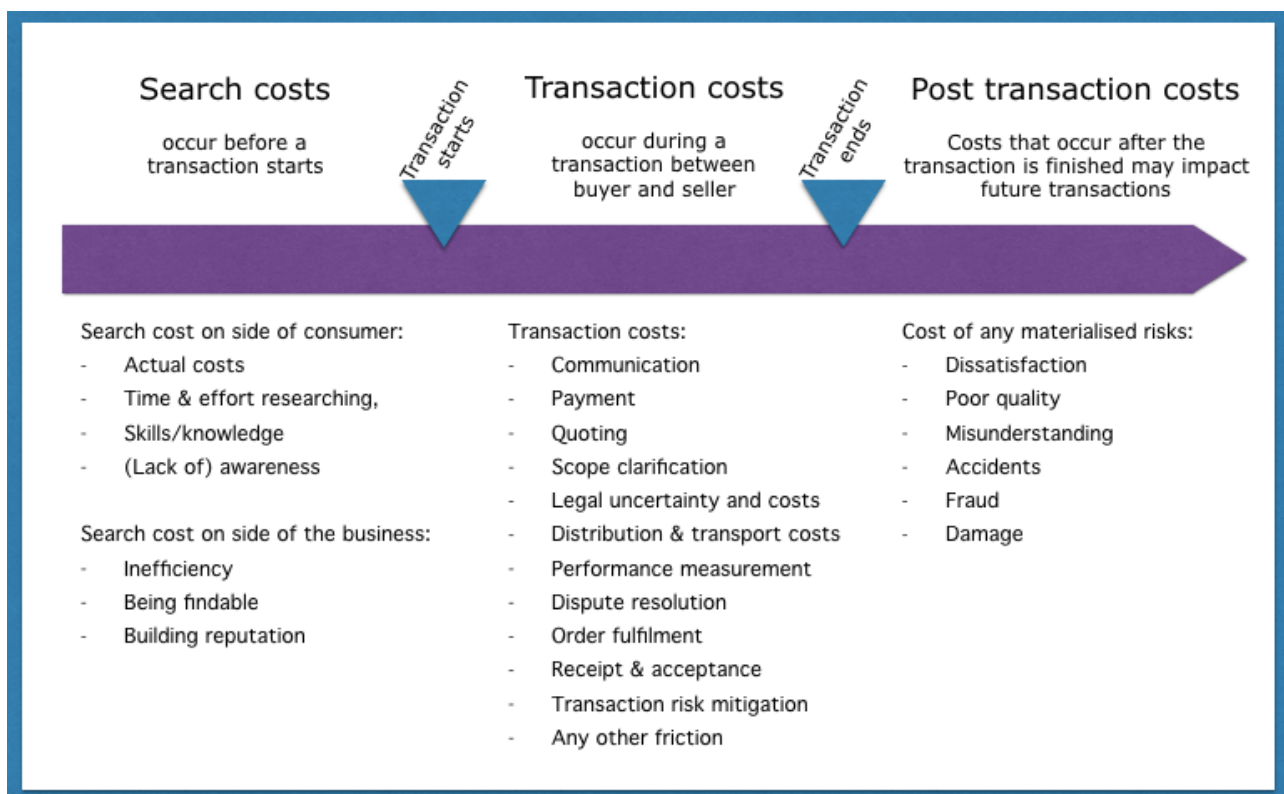 Search costs
occur before a
transaction starts
Transaction
starts
Transaction costs
occur during a
transaction between
buyer and seller
Transaction
ends
Post transaction costs
Costs that occur after the
transaction is finished may impact
future transactions
Search cost on side of consumer:
- Actual costs
- Time & effort researching,
- Skills/knowledge
- (Lack of) awareness
Search cost on side of the business:
- Inefficiency
- Being findable
- Building reputation
Transaction costs:
- Communication
- Payment
- Quoting
- Scope clarification
- Legal uncertainty and costs
- Distribution & transport costs
- Performance measurement
- Dispute resolution
- Order fulfilment
- Receipt & acceptance
- Transaction risk mitigation
- Any other friction
Cost of any materialised risks:
- Dissatisfaction
- Poor quality
- Misunderstanding
- Accidents
- Fraud
- Damage